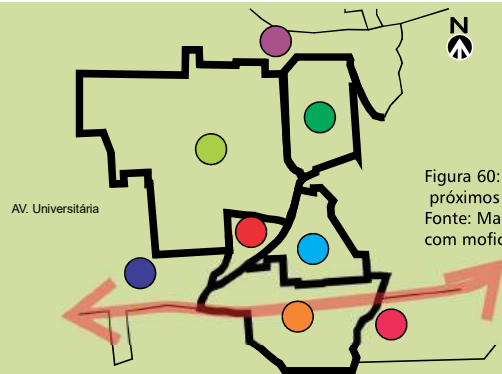 N
Figura 60:
próximos
AV. Universitária
Fonte: Ma
com mofic